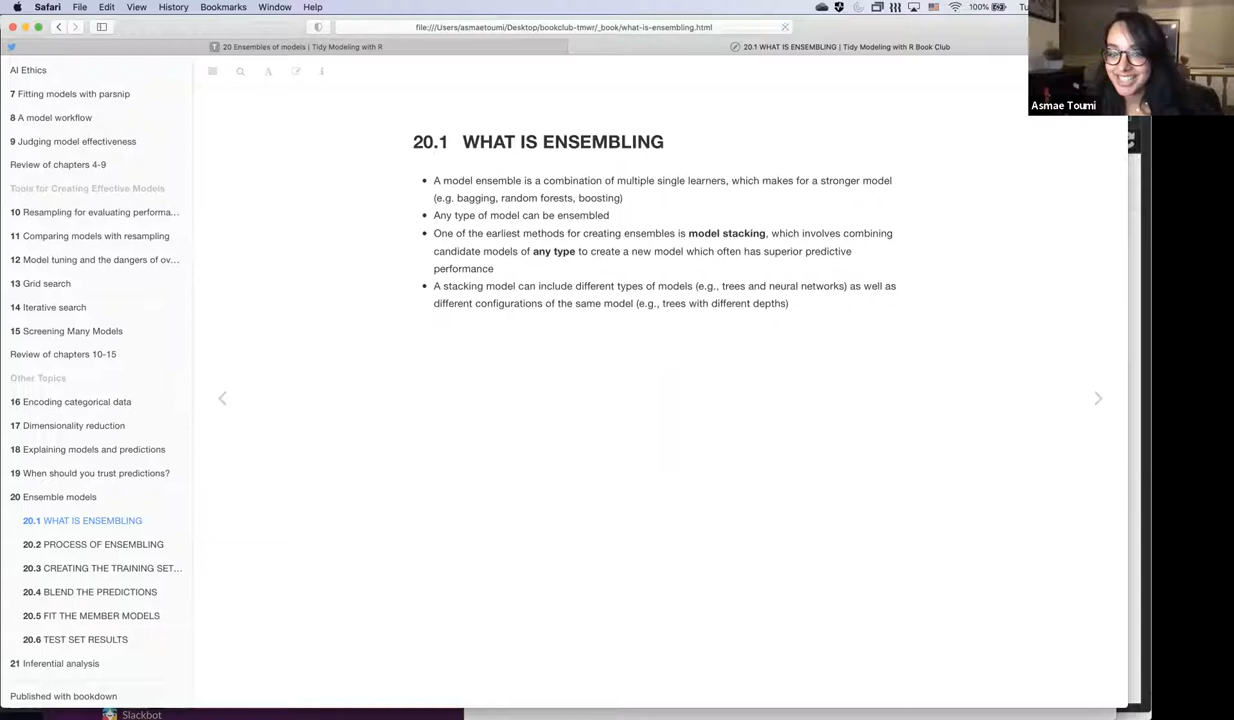 Safari File Edit View History Bookmarks Window Help
100%
Tu
file:///Users/asmaetoumi/Desktop/bookclub-tmwr/_book/what-is-ensembling.html
20 Ensembles of models | Tidy Modeling with R
20.1 WHAT IS ENSEMBLING | Tidy Modeling with R Book Club
Asmae Toumi
AI Ethics
7 Fitting models with parsnip
8 A model workflow
9 Judging model effectiveness
Review of chapters 4-9
Tools for Creating Effective Models
10 Resampling for evaluating performa...
11 Comparing models with resampling
12 Model tuning and the dangers of ov...
13 Grid search
14 Iterative search
15 Screening Many Models
Review of chapters 10-15
Other Topics
16 Encoding categorical data
17 Dimensionality reduction
18 Explaining models and predictions
19 When should you trust predictions?
20 Ensemble models
20.1 WHAT IS ENSEMBLING
20.2 PROCESS OF ENSEMBLING
20.3 CREATING THE TRAINING SET...
20.4 BLEND THE PREDICTIONS
20.5 FIT THE MEMBER MODELS
20.6 TEST SET RESULTS
21 Inferential analysis
Published with bookdown
20.1 WHAT IS ENSEMBLING
• A model ensemble is a combination of multiple single learners, which makes for a stronger model
(e.g. bagging, random forests, boosting)
• Any type of model can be ensembled
• One of the earliest methods for creating ensembles is model stacking, which involves combining
candidate models of any type to create a new model which often has superior predictive
performance
• A stacking model can include different types of models (e.g., trees and neural networks) as well as
different configurations of the same model (e.g., trees with different depths)
Slackbot